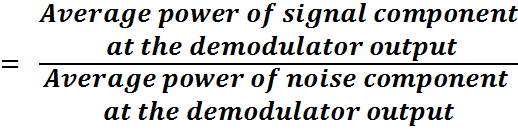 Average power of signal component
at the demodulator output
=
Average power of noise component
at the demodulator output